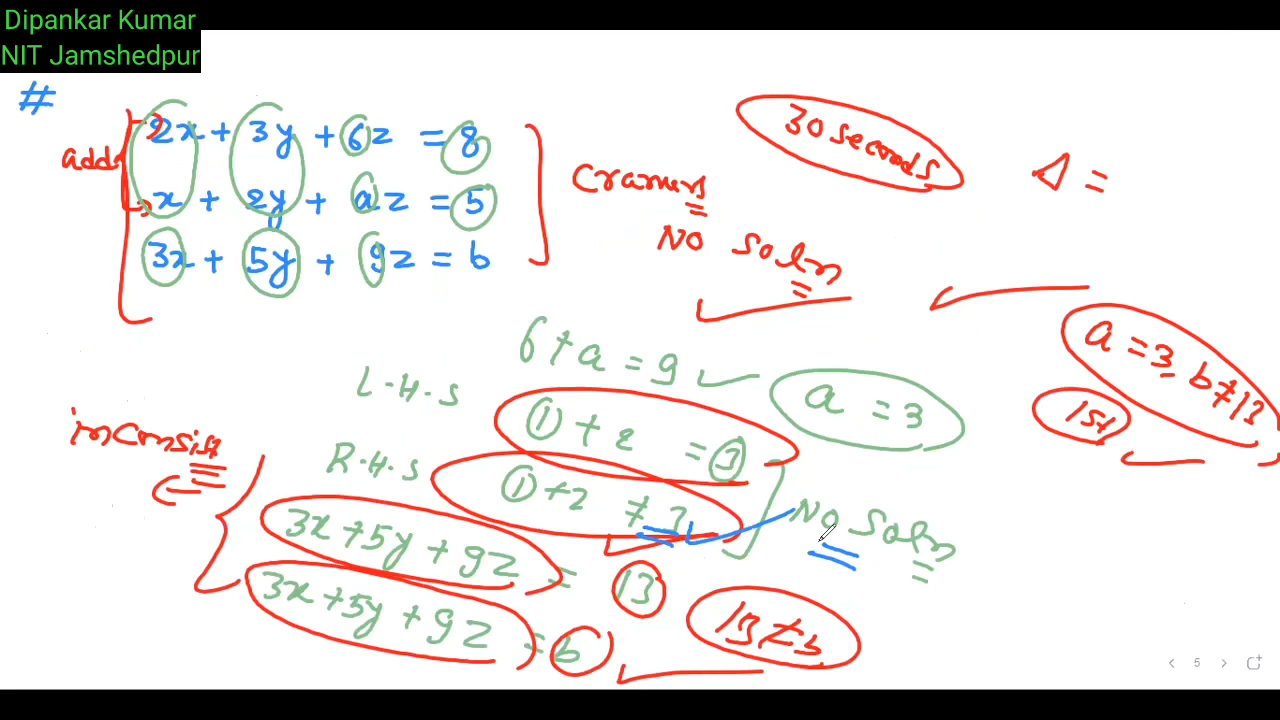 Dipankar Kumar
NIT Jamshedpur
#
add
2x + 3y + 6z = 8
x + 2y + az = 5
3x + 5y + 9z = b
Cramers
NO Soln
30 seconds
Δ =
6 + a = 9
a = 3
a = 3, b ≠ 13
1st
L.H.S ① + 2 = ③
R.H.S ① + 2 ≠ 3
NO Soln
inconsist
3x + 5y + 9z = 13
3x + 5y + 9z = b
13 ≠ b
5